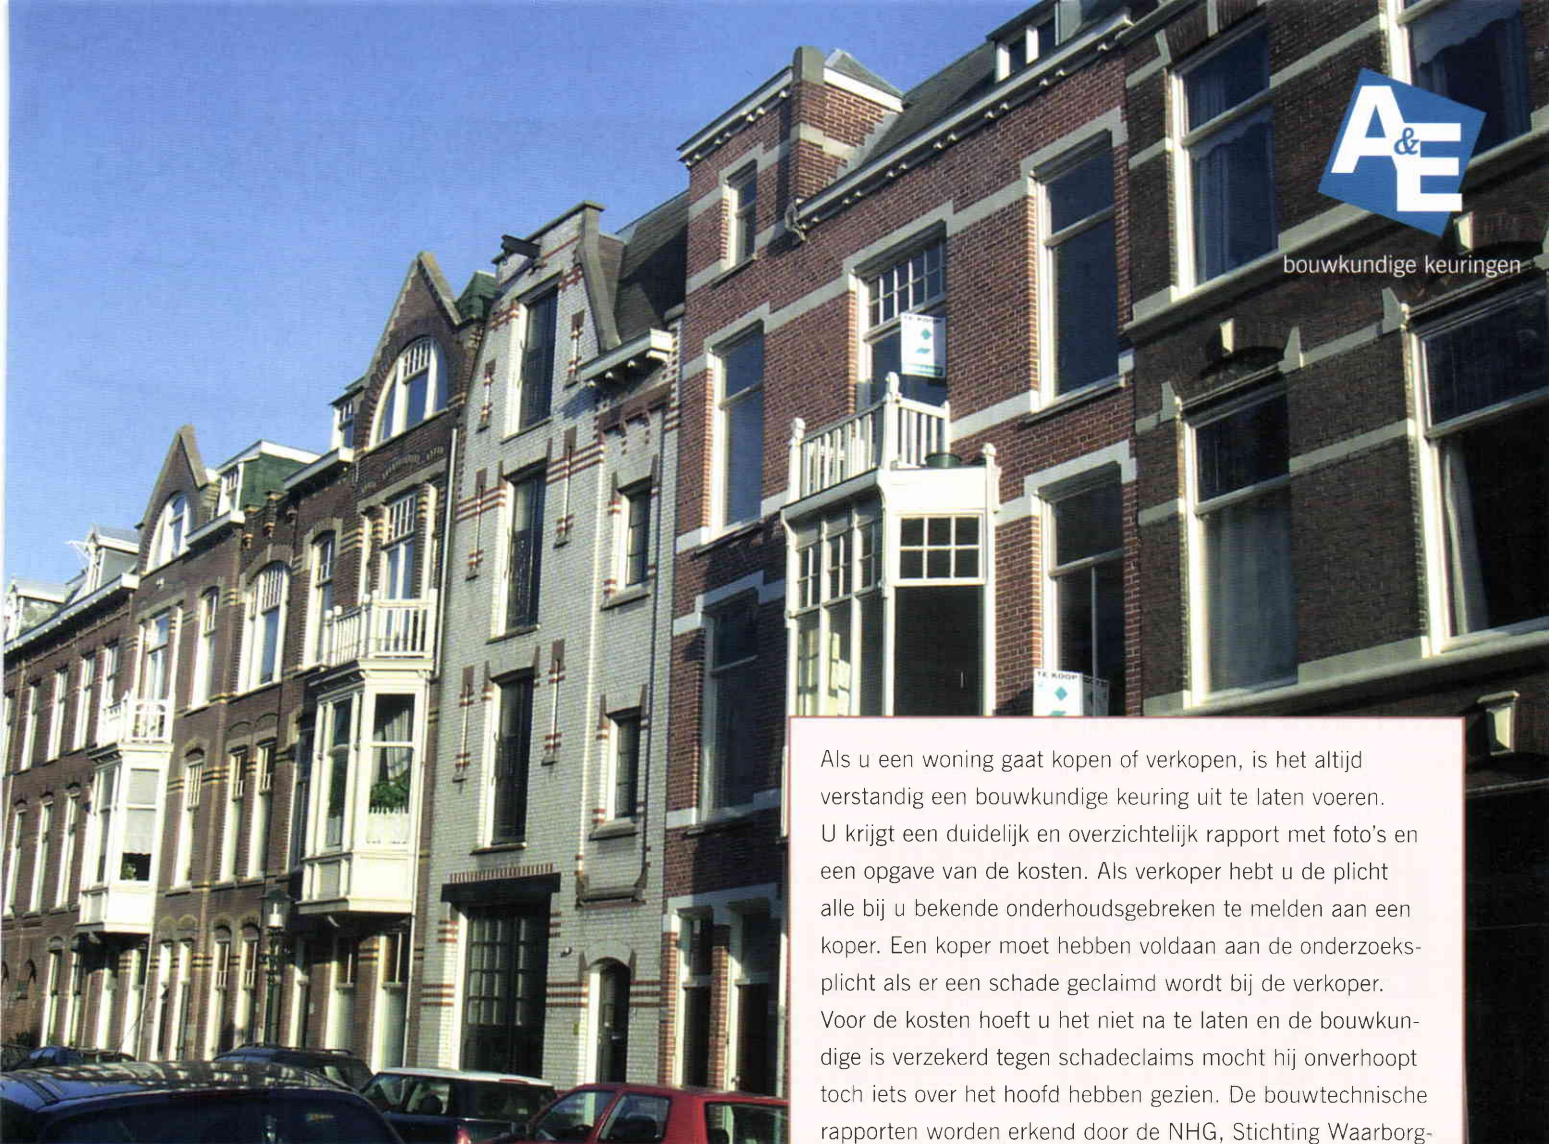 A&E
bouwkundige keuringen
TE KOOP
TE KOOP
Als u een woning gaat kopen of verkopen, is het altijd
verstandig een bouwkundige keuring uit te laten voeren.
U krijgt een duidelijk en overzichtelijk rapport met foto's en
een opgave van de kosten. Als verkoper hebt u de plicht
alle bij u bekende onderhoudsgebreken te melden aan een
koper. Een koper moet hebben voldaan aan de onderzoeks-
plicht als er een schade geclaimd wordt bij de verkoper.
Voor de kosten hoeft u het niet na te laten en de bouwkun-
dige is verzekerd tegen schadeclaims mocht hij onverhoopt
toch iets over het hoofd hebben gezien. De bouwtechnische
rapporten worden erkend door de NHG, Stichting Waarborg-